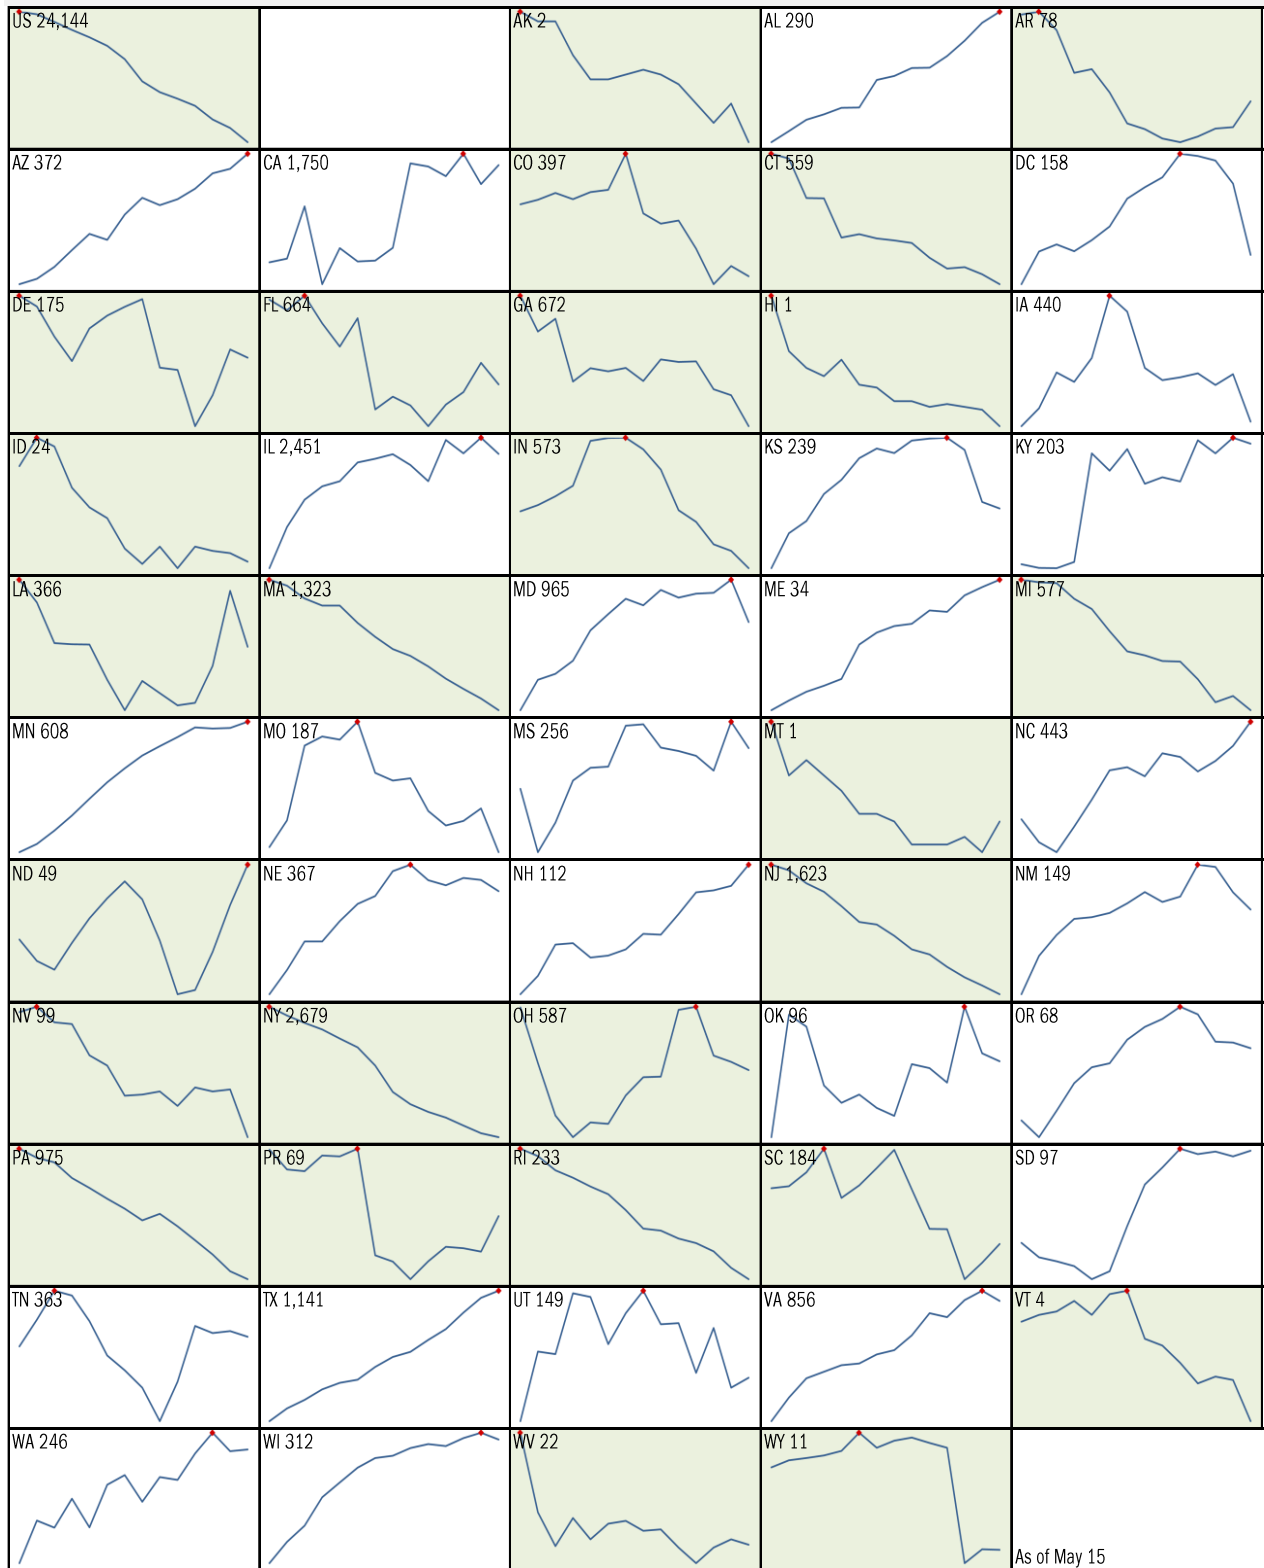 US 24,144
AK 2
AL 290
AR 78
AZ 372
CA 1,750
CO 397
CT 559
DC 158
DE 175
FL 664
GA 672
HI 1
IA 440
ID 24
IL 2,451
IN 573
KS 239
KY 203
LA 366
MA 1,323
MD 965
ME 34
MI 577
MN 608
MO 187
MS 256
MT 1
NC 443
ND 49
NE 367
NH 112
NJ 1,623
NM 149
NV 99
NY 2,679
OH 587
OK 96
OR 68
PA 975
PR 69
RI 233
SC 184
SD 97
TN 363
TX 1,141
UT 149
VA 856
VT 4
WA 246
WI 312
WV 22
WY 11
As of May 15